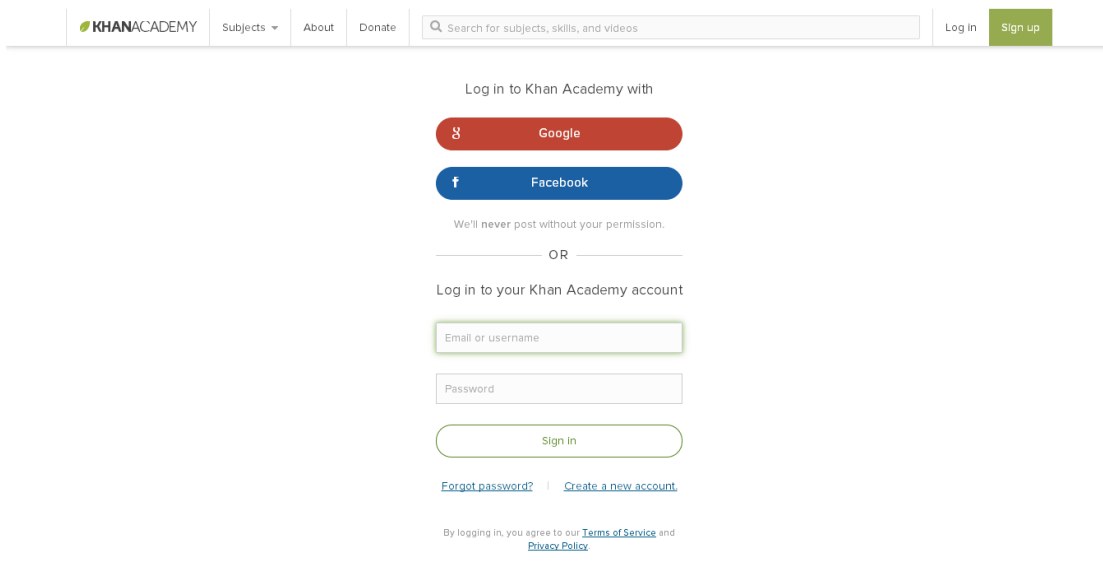 KHANACADEMY
Subjects
About
Donate
Search for subjects, skills, and videos
Log in
Sign up
Log in to Khan Academy with
Google
Facebook
We'll never post without your permission.
OR
Log in to your Khan Academy account
Email or username
Password
Sign in
Forgot password? | Create a new account.
By logging in, you agree to our Terms of Service and
Privacy Policy.